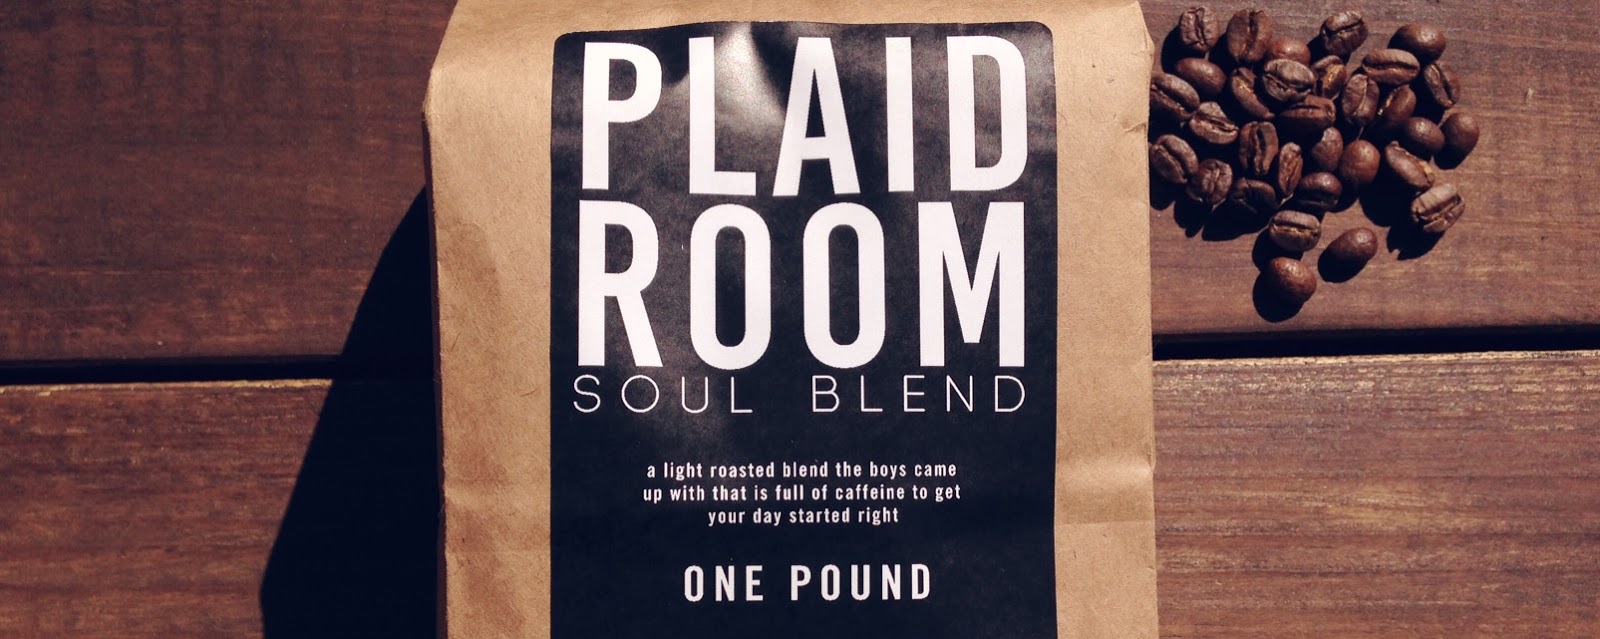 PLAID
ROOM
SOUL BLEND
a light roasted blend the boys came
up with that is full of caffeine to get
your day started right
ONE POUND